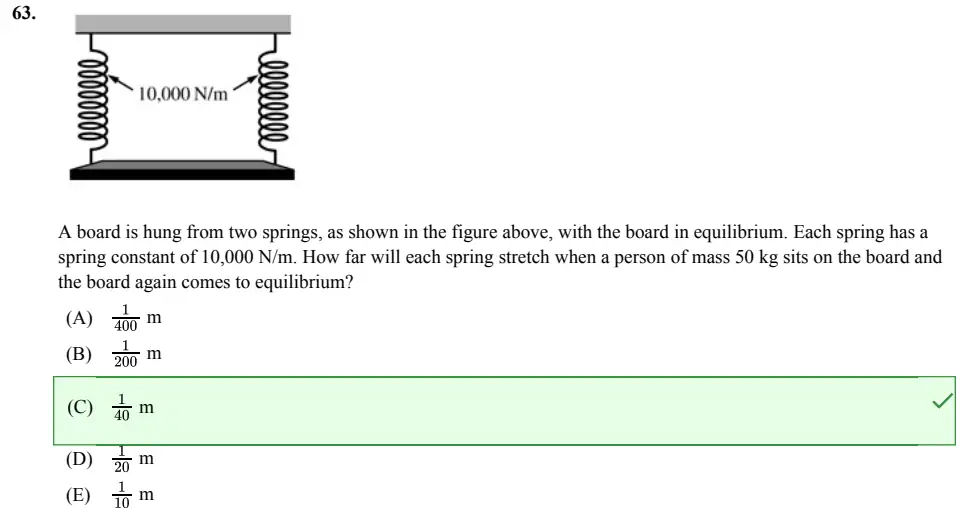 63.
10,000 N/m
A board is hung from two springs, as shown in the figure above, with the board in equilibrium. Each spring has a
spring constant of 10,000 N/m. How far will each spring stretch when a person of mass 50 kg sits on the board and
the board again comes to equilibrium?
(A) 1/400 m
(B) 1/200 m
(C) 1/40 m
(D) 1/20 m
(E) 1/10 m